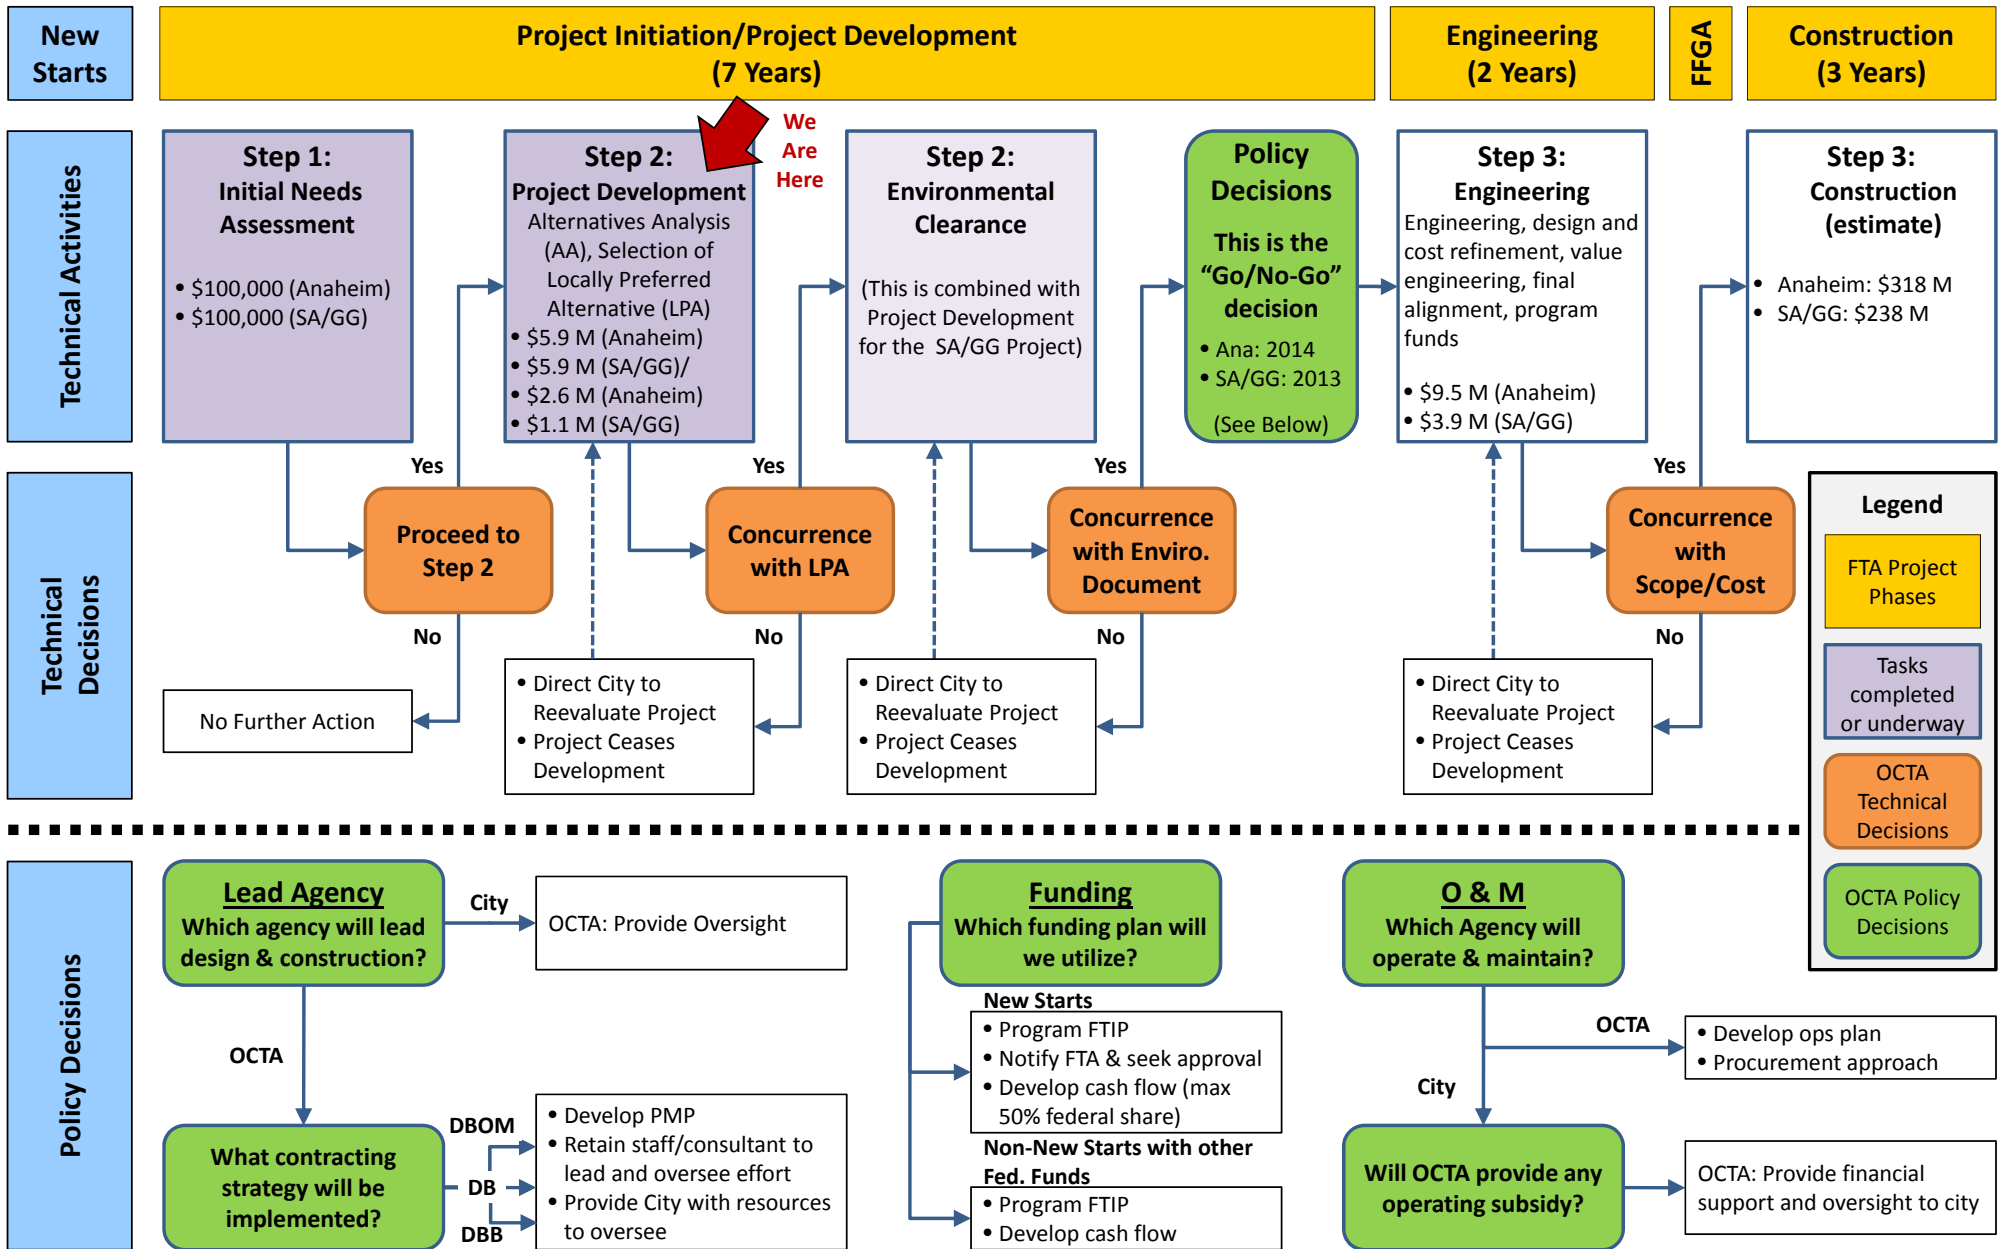 New
Starts
Project Initiation/Project Development
(7 Years)
Engineering
(2 Years)
FFGA
Construction
(3 Years)
Technical Activities
Step 1:
Initial Needs
Assessment
• $100,000 (Anaheim)
• $100,000 (SA/GG)
Step 2:
Project Development
Alternatives Analysis
(AA), Selection of
Locally Preferred
Alternative (LPA)
• $5.9 M (Anaheim)
• $5.9 M (SA/GG)/
• $2.6 M (Anaheim)
• $1.1 M (SA/GG)
We
Are
Here
Step 2:
Environmental
Clearance
(This is combined with
Project Development
for the SA/GG Project)
Policy
Decisions
This is the
“Go/No-Go”
decision
• Ana: 2014
• SA/GG: 2013
(See Below)
Step 3:
Engineering
Engineering, design and
cost refinement, value
engineering, final
alignment, program
funds
• $9.5 M (Anaheim)
• $3.9 M (SA/GG)
Step 3:
Construction
(estimate)
• Anaheim: $318 M
• SA/GG: $238 M
Technical
Decisions
Yes
Proceed to
Step 2
No
No Further Action
Yes
Concurrence
with LPA
No
• Direct City to
Reevaluate Project
• Project Ceases
Development
Yes
Concurrence
with Enviro.
Document
No
• Direct City to
Reevaluate Project
• Project Ceases
Development
Yes
Concurrence
with
Scope/Cost
No
• Direct City to
Reevaluate Project
• Project Ceases
Development
Legend
FTA Project
Phases
Tasks
completed
or underway
OCTA
Technical
Decisions
OCTA Policy
Decisions
Policy Decisions
Lead Agency
Which agency will lead
design & construction?
City
OCTA: Provide Oversight
OCTA
What contracting
strategy will be
implemented?
DBOM
DB
DBB
• Develop PMP
• Retain staff/consultant to
lead and oversee effort
• Provide City with resources
to oversee
Funding
Which funding plan will
we utilize?
New Starts
• Program FTIP
• Notify FTA & seek approval
• Develop cash flow (max
50% federal share)
Non-New Starts with other
Fed. Funds
• Program FTIP
• Develop cash flow
O & M
Which Agency will
operate & maintain?
OCTA
• Develop ops plan
• Procurement approach
City
Will OCTA provide any
operating subsidy?
OCTA: Provide financial
support and oversight to city